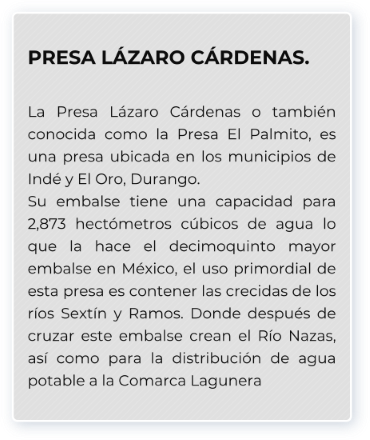 PRESA LÁZARO CÁRDENAS.
La Presa Lázaro Cárdenas o también
conocida como la Presa El Palmito, es
una presa ubicada en los municipios de
Indé y El Oro, Durango.
Su embalse tiene una capacidad para
2,873 hectómetros cúbicos de agua lo
que la hace el decimoquinto mayor
embalse en México, el uso primordial de
esta presa es contener las crecidas de los
ríos Sextín y Ramos. Donde después de
cruzar este embalse crean el Río Nazas,
así como para la distribución de agua
potable a la Comarca Lagunera